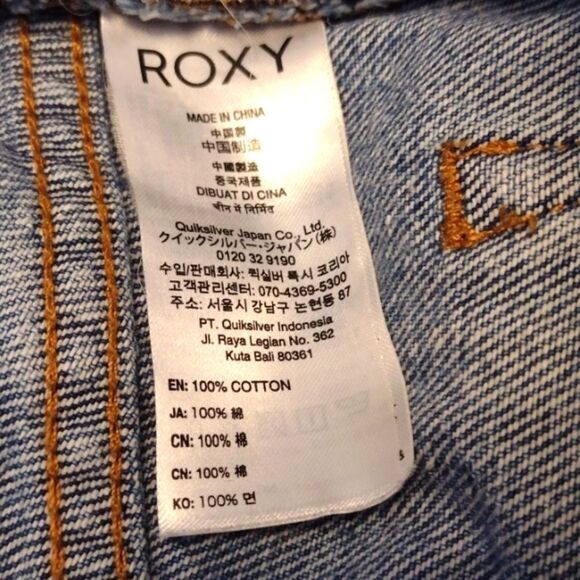 ROXY
MADE IN CHINA
中国製
中国制造
中國製造
중국제품
DIBUAT DI CINA
चीन में निर्मित
Quiksilver Japan Co., Ltd.
クイックシルバー・ジャパン(株)
0120 32 9190
수입/판매회사: 퀵실버 록시 코리아
고객관리센터: 070-4369-5300
주소: 서울시 강남구 논현동 87
PT. Quiksilver Indonesia
Jl. Raya Legian No. 362
Kuta Bali 80361
EN: 100% COTTON
JA: 100% 綿
CN: 100% 棉
CN: 100% 棉
KO: 100% 면